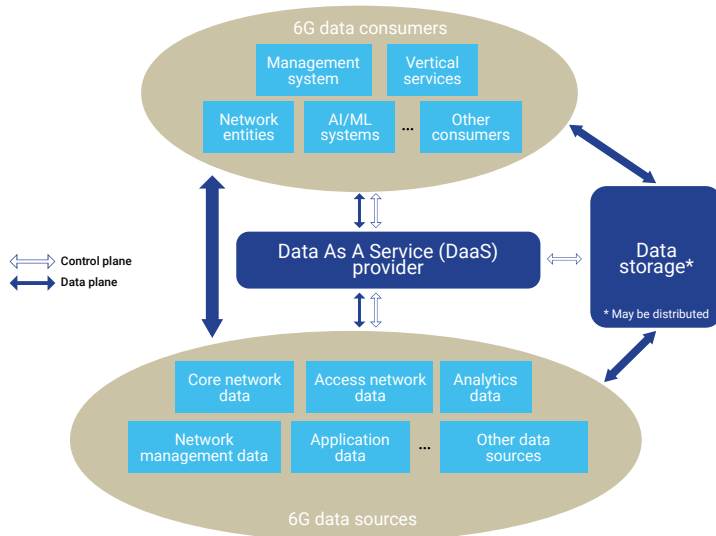 6G data consumers
Management
system
Vertical
services
Network
entities
AI/ML
systems
...
Other
consumers
Control plane
Data plane
Data As A Service (DaaS)
provider
Data
storage*
* May be distributed
Core network
data
Access network
data
Analytics
data
Network
management data
Application
data
...
Other data
sources
6G data sources